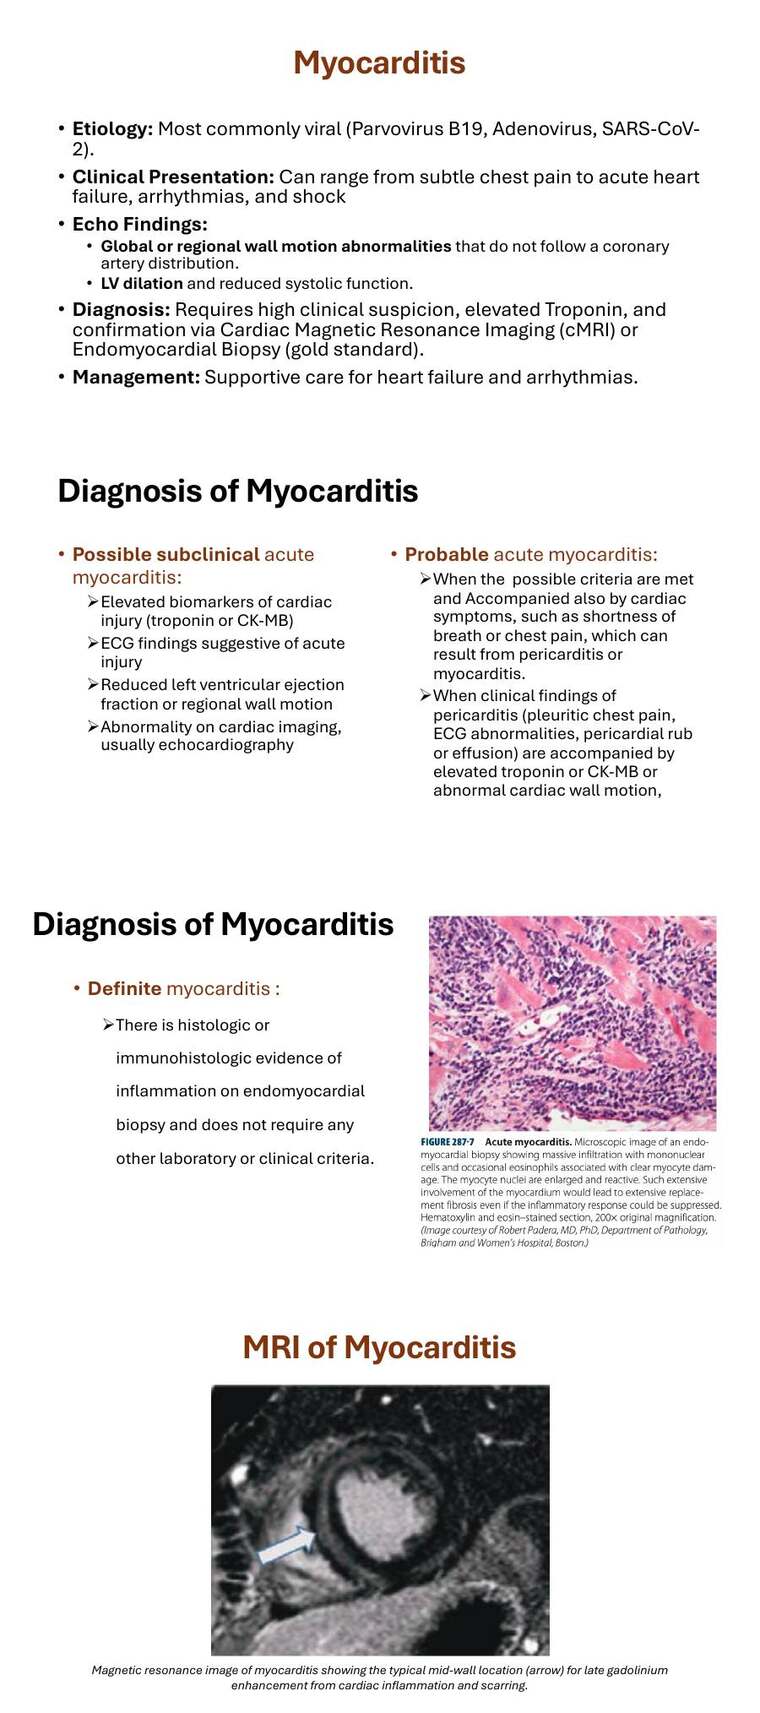 Myocarditis
• Etiology: Most commonly viral (Parvovirus B19, Adenovirus, SARS-CoV-
2).
• Clinical Presentation: Can range from subtle chest pain to acute heart
failure, arrhythmias, and shock
• Echo Findings:
• Global or regional wall motion abnormalities that do not follow a coronary
artery distribution.
• LV dilation and reduced systolic function.
• Diagnosis: Requires high clinical suspicion, elevated Troponin, and
confirmation via Cardiac Magnetic Resonance Imaging (cMRI) or
Endomyocardial Biopsy (gold standard).
• Management: Supportive care for heart failure and arrhythmias.
Diagnosis of Myocarditis
• Possible subclinical acute
myocarditis:
➢Elevated biomarkers of cardiac
injury (troponin or CK-MB)
➢ECG findings suggestive of acute
injury
➢Reduced left ventricular ejection
fraction or regional wall motion
➢Abnormality on cardiac imaging,
usually echocardiography
• Probable acute myocarditis:
➢When the  possible criteria are met
and Accompanied also by cardiac
symptoms, such as shortness of
breath or chest pain, which can
result from pericarditis or
myocarditis.
➢When clinical findings of
pericarditis (pleuritic chest pain,
ECG abnormalities, pericardial rub
or effusion) are accompanied by
elevated troponin or CK-MB or
abnormal cardiac wall motion,
Diagnosis of Myocarditis
• Definite myocarditis :
➢There is histologic or
immunohistologic evidence of
inflammation on endomyocardial
biopsy and does not require any
other laboratory or clinical criteria.
FIGURE 287-7 Acute myocarditis. Microscopic image of an endo-
myocardial biopsy showing massive infiltration with mononuclear
cells and occasional eosinophils associated with clear myocyte dam-
age. The myocyte nuclei are enlarged and reactive. Such extensive
involvement of the myocardium would lead to extensive replace-
ment fibrosis even if the inflammatory response could be suppressed.
Hematoxylin and eosin–stained section, 200× original magnification.
(Image courtesy of Robert Padera, MD, PhD, Department of Pathology,
Brigham and Women's Hospital, Boston.)
MRI of Myocarditis
Magnetic resonance image of myocarditis showing the typical mid-wall location (arrow) for late gadolinium
enhancement from cardiac inflammation and scarring.